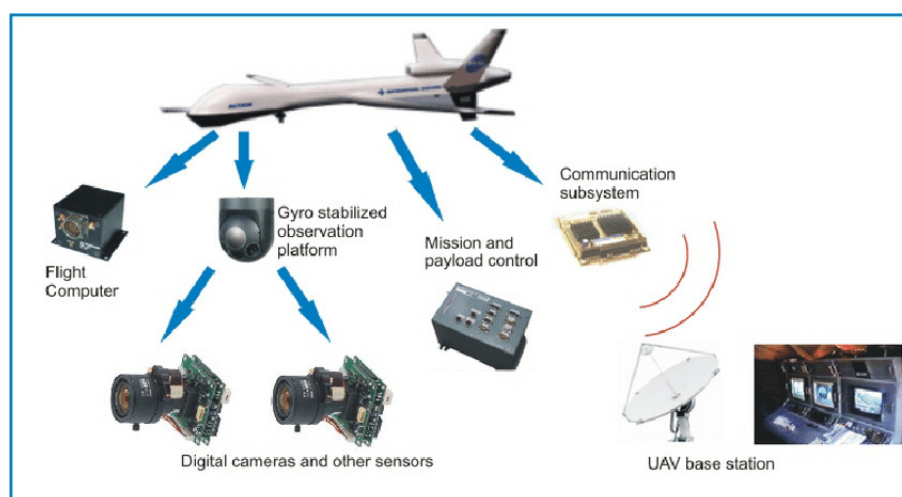 Communication
subsystem
Gyro stabilized
observation
platform
Mission and
payload control
Flight
Computer
Digital cameras and other sensors
UAV base station